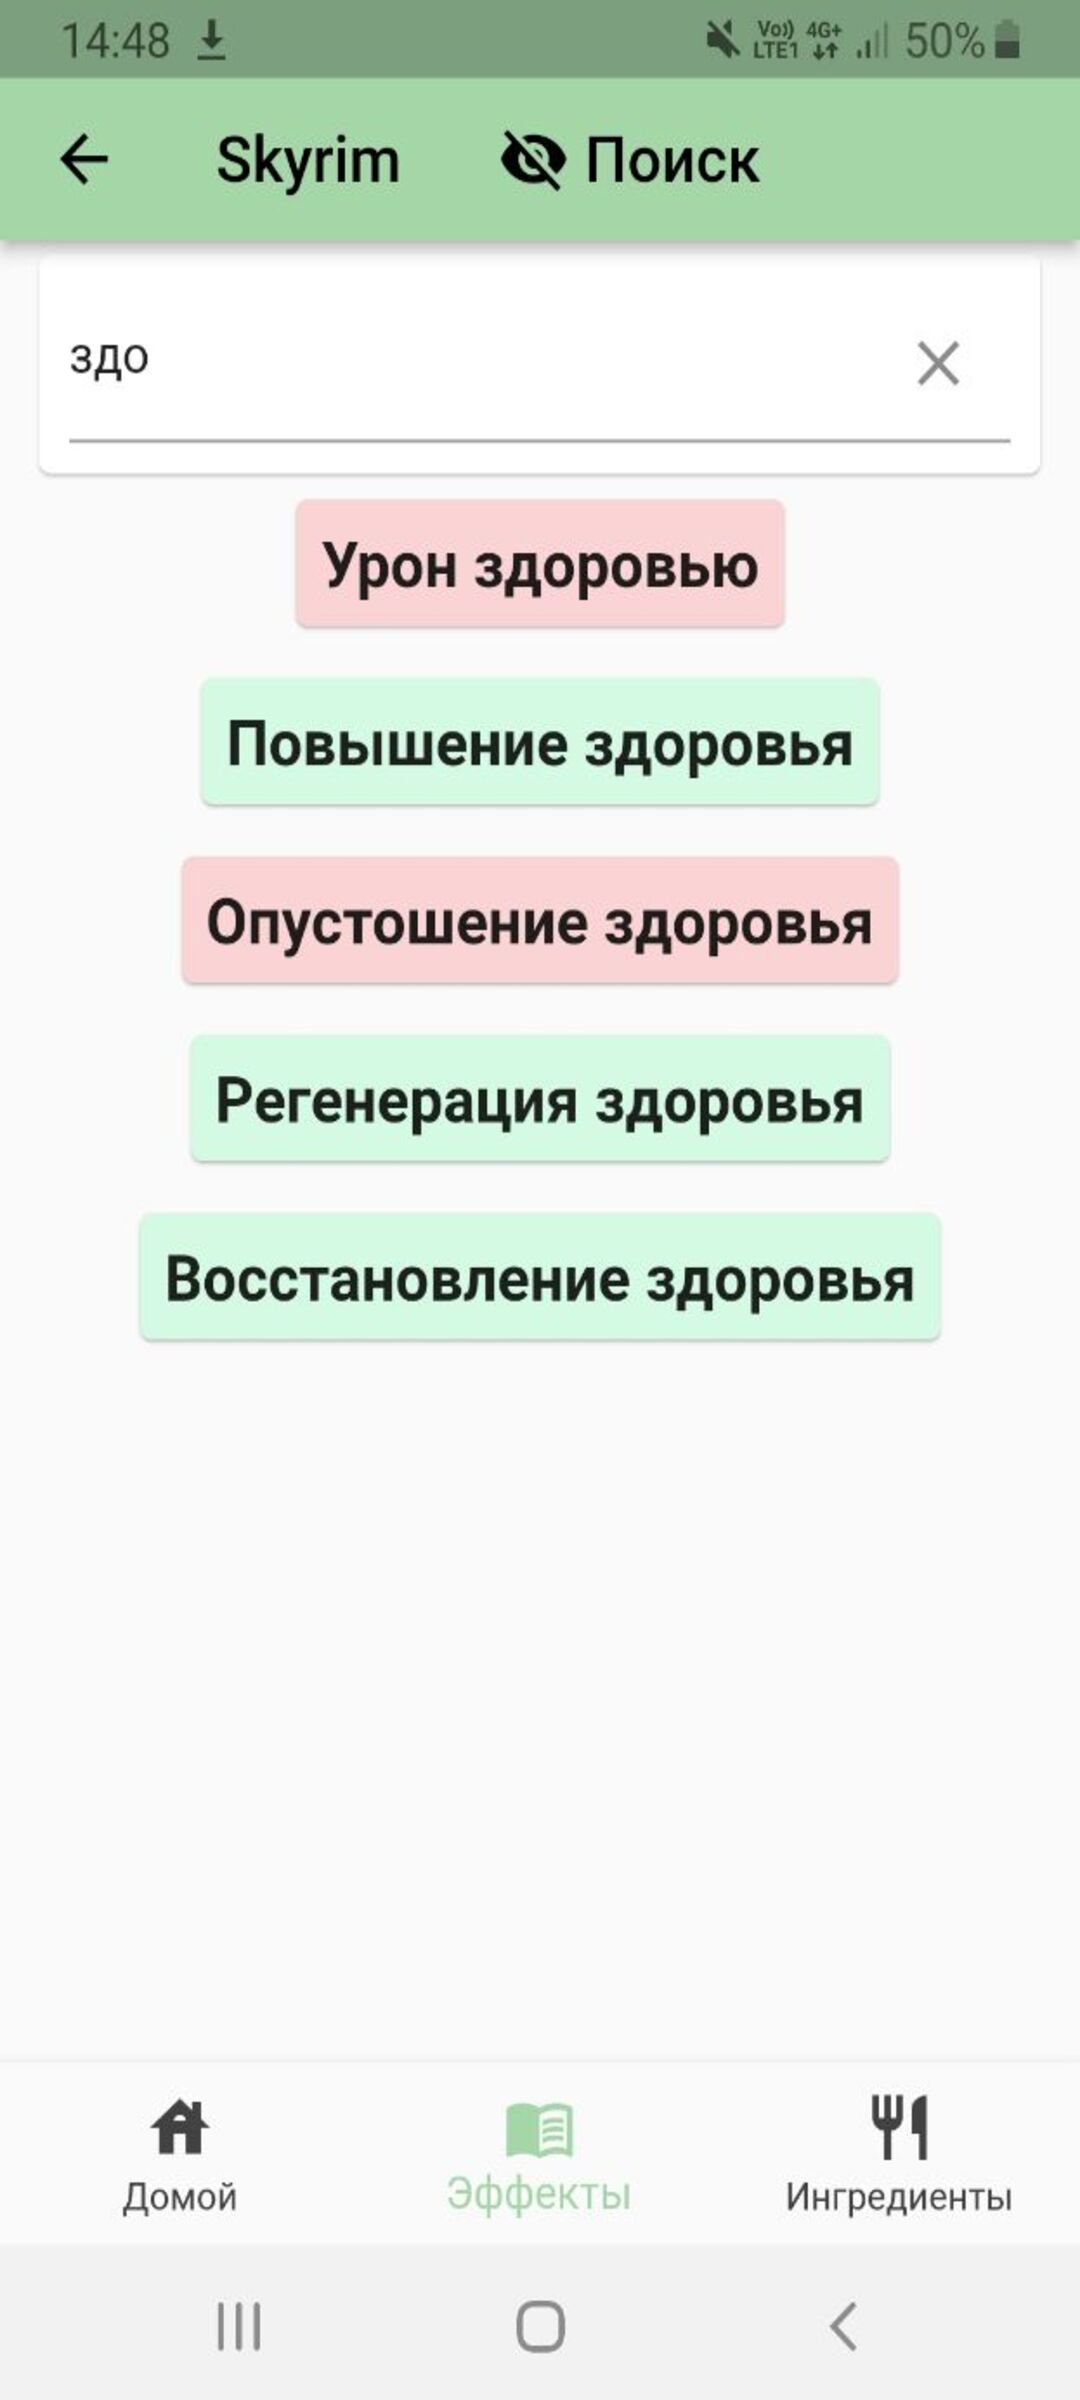 14:48
Vo)) 4G+
LTE1
50%
Skyrim
Поиск
здо
Урон здоровью
Повышение здоровья
Опустошение здоровья
Регенерация здоровья
Восстановление здоровья
Домой
Эффекты
Ингредиенты